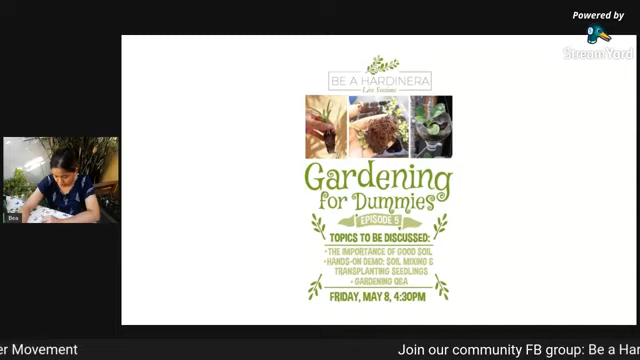 Powered by
StreamYard
BE A HARDINERA
Live Sessions
Gardening
for Dummies
EPISODE 5
TOPICS TO BE DISCUSSED:
• THE IMPORTANCE OF GOOD SOIL
• HANDS-ON DEMO: SOIL MIXING &
TRANSPLANTING SEEDLINGS
• GARDENING Q&A
FRIDAY, MAY 8, 4:30PM
Bea
er Movement
Join our community FB group: Be a Har